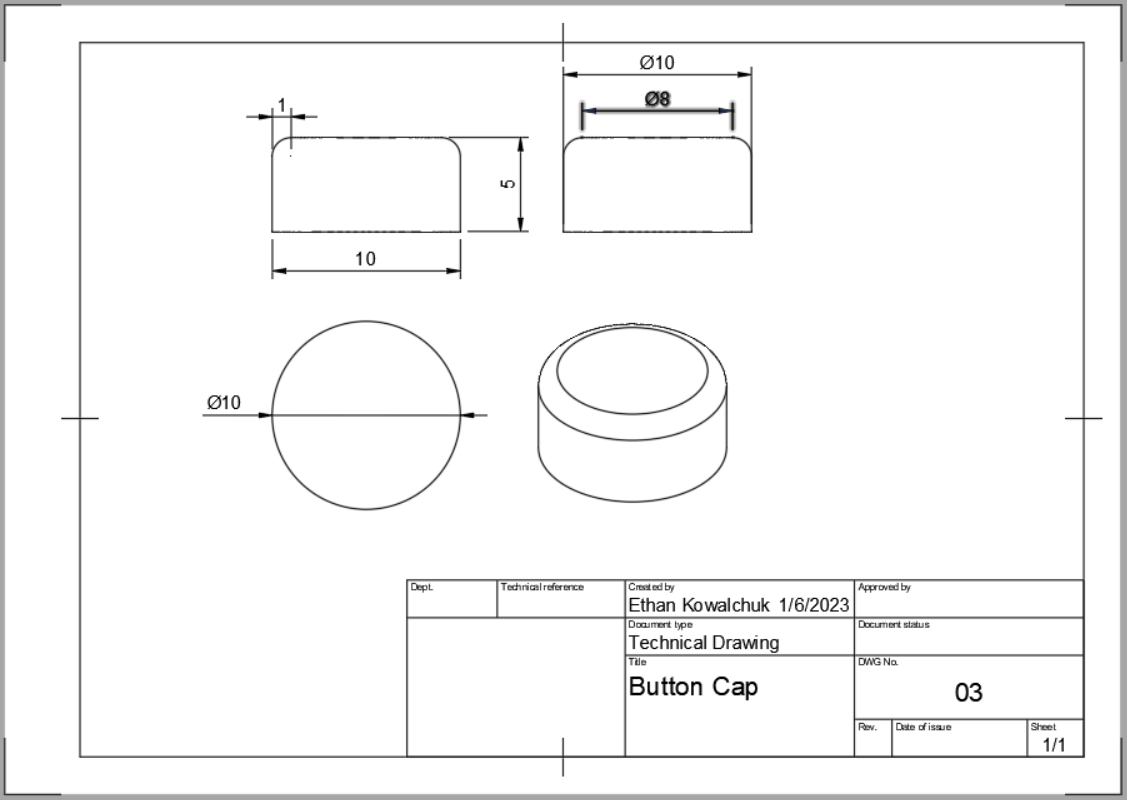 Ø10
Ø8
1
5
10
Ø10
Dept.
Technical reference
Created by
Ethan Kowalchuk 1/6/2023
Approved by
Document type
Technical Drawing
Document status
Title
Button Cap
DWG No.
03
Rev.
Date of issue
Sheet
1/1